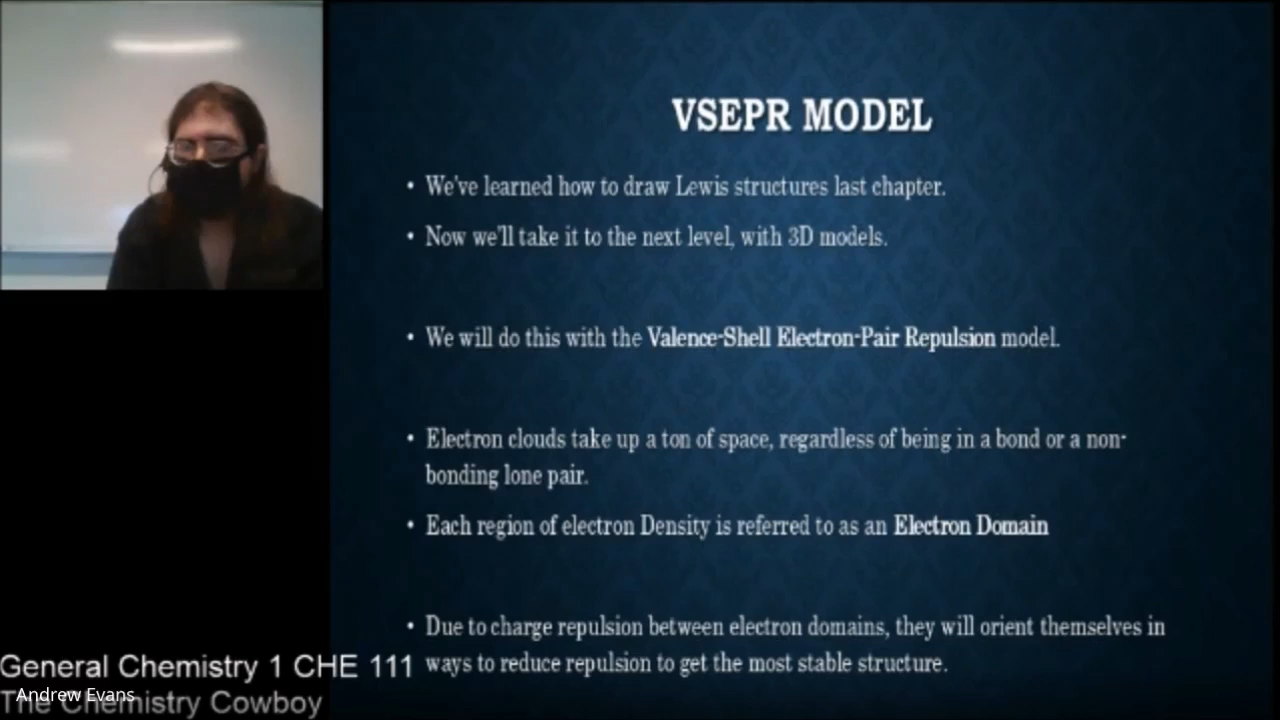 VSEPR MODEL
• We've learned how to draw Lewis structures last chapter.
• Now we'll take it to the next level, with 3D models.
• We will do this with the Valence-Shell Electron-Pair Repulsion model.
• Electron clouds take up a ton of space, regardless of being in a bond or a non-
bonding lone pair.
• Each region of electron Density is referred to as an Electron Domain
• Due to charge repulsion between electron domains, they will orient themselves in
ways to reduce repulsion to get the most stable structure.
General Chemistry 1 CHE 111
Andrew Evans
The Chemistry Cowboy